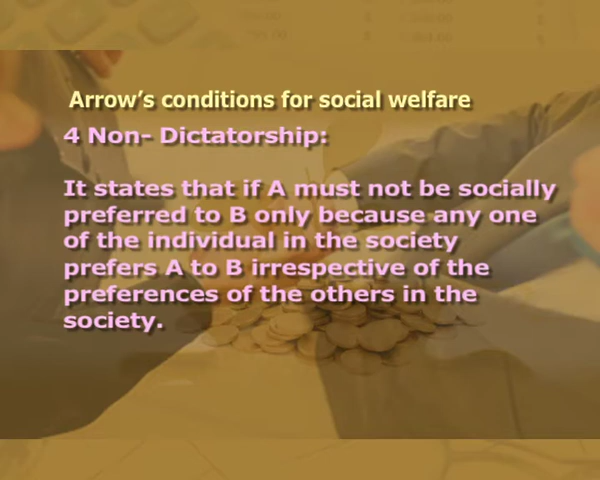 Arrow's conditions for social welfare
4 Non- Dictatorship:
It states that if A must not be socially
preferred to B only because any one
of the individual in the society
prefers A to B irrespective of the
preferences of the others in the
society.